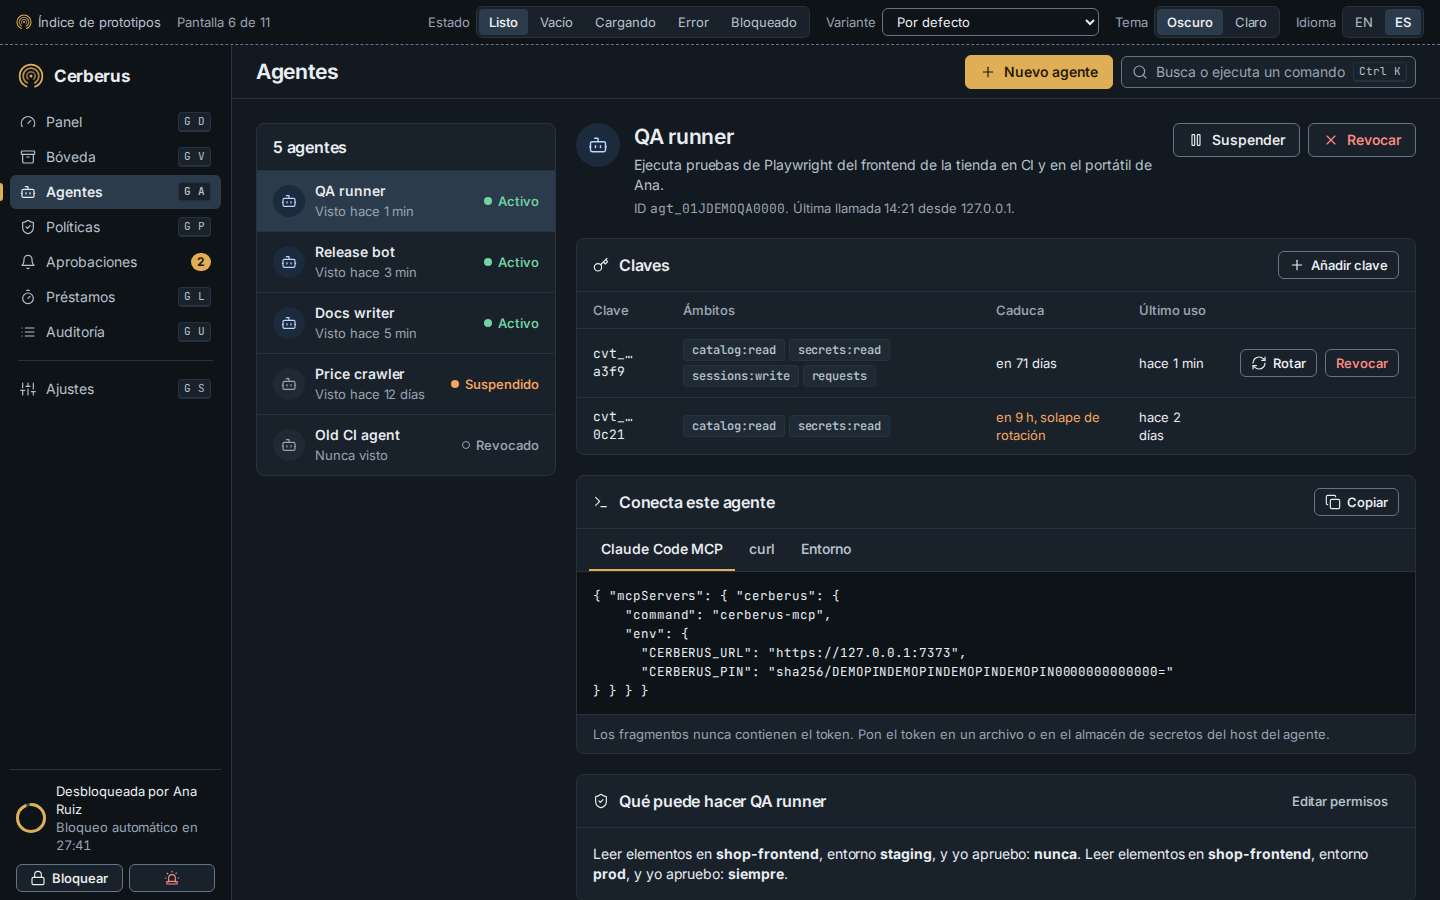 Índice de prototipos
Pantalla 6 de 11
Estado
Listo
Vacío
Cargando
Error
Bloqueado
Variante
Por defecto
Tema
Oscuro
Claro
Idioma
EN
ES
Cerberus
Panel G D
Bóveda G V
Agentes G A
Políticas G P
Aprobaciones 2
Préstamos G L
Auditoría G U
Ajustes G S
Desbloqueada por Ana
Ruiz
Bloqueo automático en
27:41
Bloquear
Agentes
Nuevo agente
Busca o ejecuta un comando Ctrl K
5 agentes
QA runner
Visto hace 1 min
Activo
Release bot
Visto hace 3 min
Activo
Docs writer
Visto hace 5 min
Activo
Price crawler
Visto hace 12 días
Suspendido
Old CI agent
Nunca visto
Revocado
QA runner
Ejecuta pruebas de Playwright del frontend de la tienda en CI y en el portátil de
Ana.
ID agt_01JDEMOQA0000. Última llamada 14:21 desde 127.0.0.1.
Suspender
Revocar
Claves
Añadir clave
Clave Ámbitos Caduca Último uso
cvt_…
a3f9
catalog:read secrets:read
sessions:write requests
en 71 días
hace 1 min
Rotar
Revocar
cvt_…
0c21
catalog:read secrets:read
en 9 h, solape de
rotación
hace 2
días
Conecta este agente
Copiar
Claude Code MCP curl Entorno
{ "mcpServers": { "cerberus": {
"command": "cerberus-mcp",
"env": {
"CERBERUS_URL": "https://127.0.0.1:7373",
"CERBERUS_PIN": "sha256/DEMOPINDEMOPINDEMOPINDEMOPIN0000000000000="
} } } }
Los fragmentos nunca contienen el token. Pon el token en un archivo o en el almacén de secretos del host del agente.
Qué puede hacer QA runner
Editar permisos
Leer elementos en shop-frontend, entorno staging, y yo apruebo: nunca. Leer elementos en shop-frontend, entorno
prod, y yo apruebo: siempre.